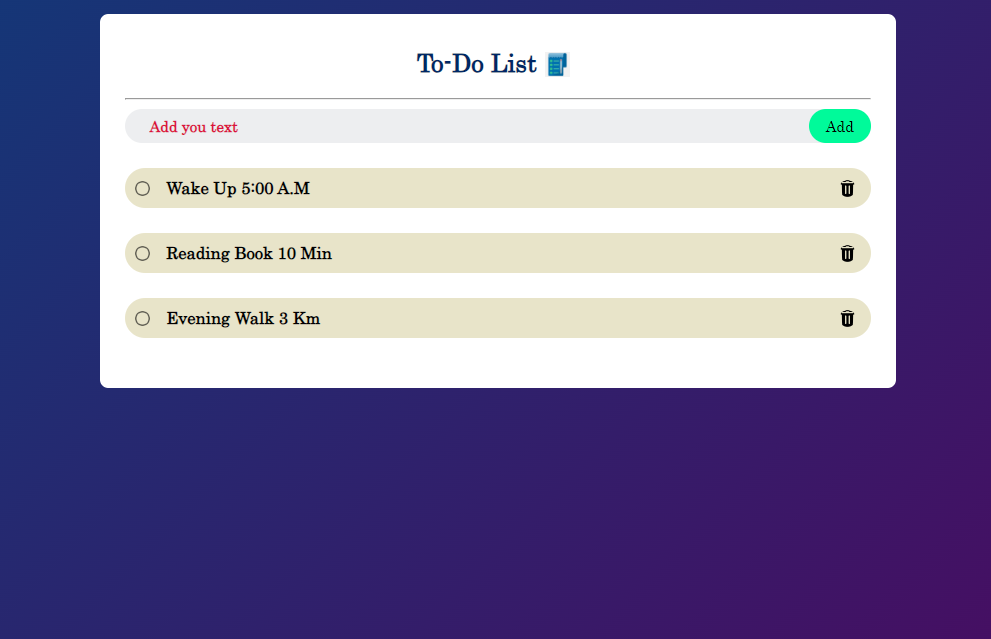 To-Do List
Add you text
Add
Wake Up 5:00 A.M
Reading Book 10 Min
Evening Walk 3 Km